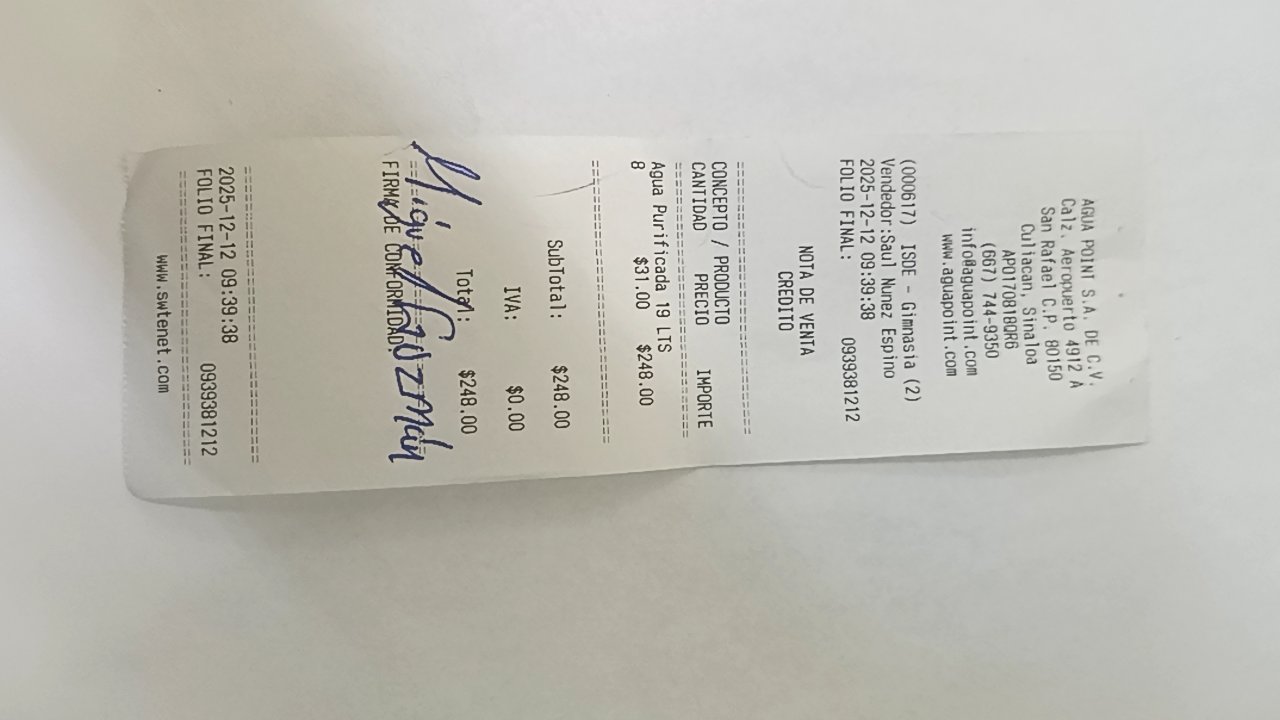 AGUA POINT S.A. DE C.V.
Calz. Aeropuerto 4912 A
San Rafael C.P. 80150
Culiacan, Sinaloa
APO170818QR6
(667) 744-9350
info@aguapoint.com
www.aguapoint.com
(000617) ISDE - Gimnasia (2)
Vendedor:Saul Nunez Espino
2025-12-12 09:39:38
FOLIO FINAL: 0939381212
NOTA DE VENTA
CREDITO
===============================
CONCEPTO / PRODUCTO
CANTIDAD PRECIO IMPORTE
===============================
Agua Purificada 19 LTS
8 $31.00 $248.00
===============================
SubTotal: $248.00
IVA: $0.00
Total: $248.00
Miguel Guzmán
FIRMA DE CONFORMIDAD
===============================
2025-12-12 09:39:38
FOLIO FINAL: 0939381212
===============================
www.swtenet.com